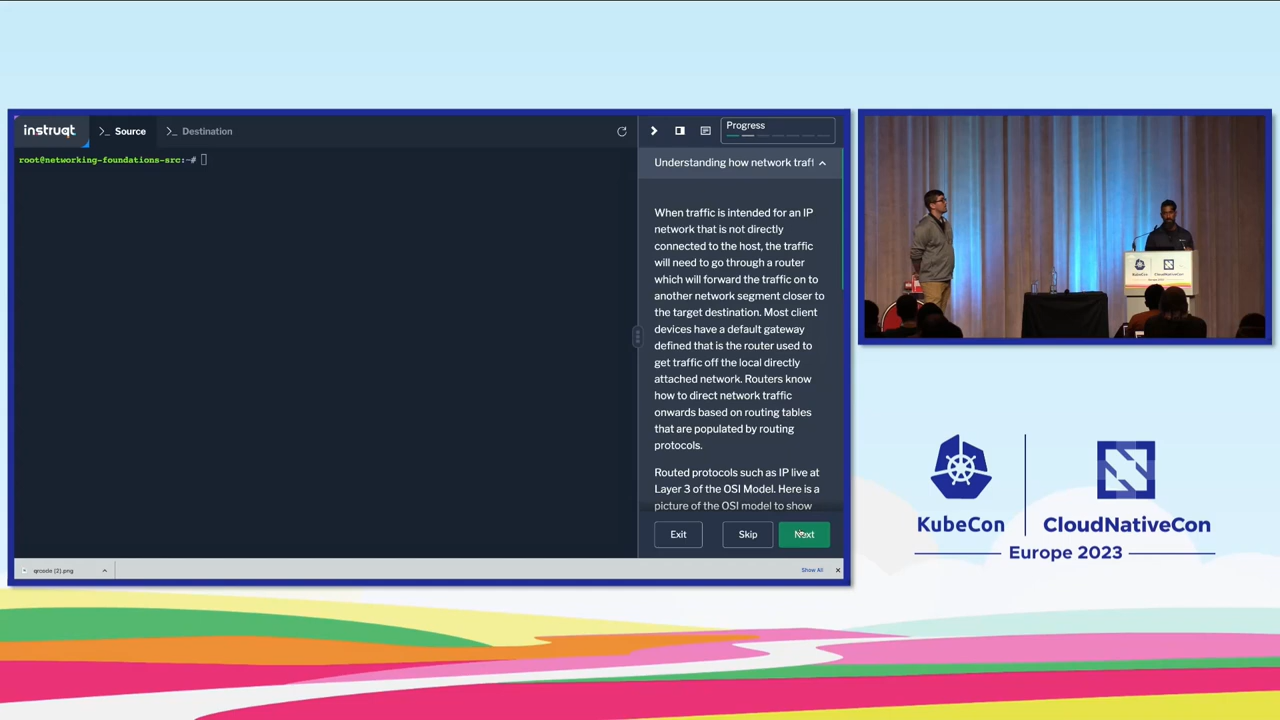 instruqt
>_ Source
>_ Destination
Progress
root@networking-foundations-src:~#
Understanding how network traf
When traffic is intended for an IP
network that is not directly
connected to the host, the traffic
will need to go through a router
which will forward the traffic on to
another network segment closer to
the target destination. Most client
devices have a default gateway
defined that is the router used to
get traffic off the local directly
attached network. Routers know
how to direct network traffic
onwards based on routing tables
that are populated by routing
protocols.
Routed protocols such as IP live at
Layer 3 of the OSI Model. Here is a
picture of the OSI model to show
Exit
Skip
Next
qrcode (2).png
Show All
KubeCon
CloudNativeCon
Europe 2023